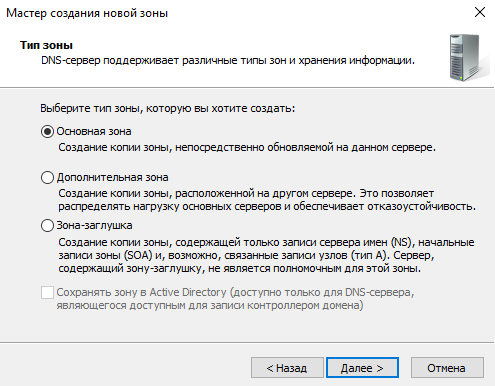 Мастер создания новой зоны
Тип зоны
DNS-сервер поддерживает различные типы зон и хранения информации.
Выберите тип зоны, которую вы хотите создать:
Основная зона
Создание копии зоны, непосредственно обновляемой на данном сервере.
Дополнительная зона
Создание копии зоны, расположенной на другом сервере. Это позволяет
распределять нагрузку основных серверов и обеспечивает отказоустойчивость.
Зона-заглушка
Создание копии зоны, содержащей только записи сервера имен (NS), начальные
записи зоны (SOA) и, возможно, связанные записи узлов (тип A). Сервер,
содержащий зону-заглушку, не является полномочным для этой зоны.
Сохранять зону в Active Directory (доступно только для DNS-сервера,
являющегося доступным для записи контроллером домена)
< Назад
Далее >
Отмена